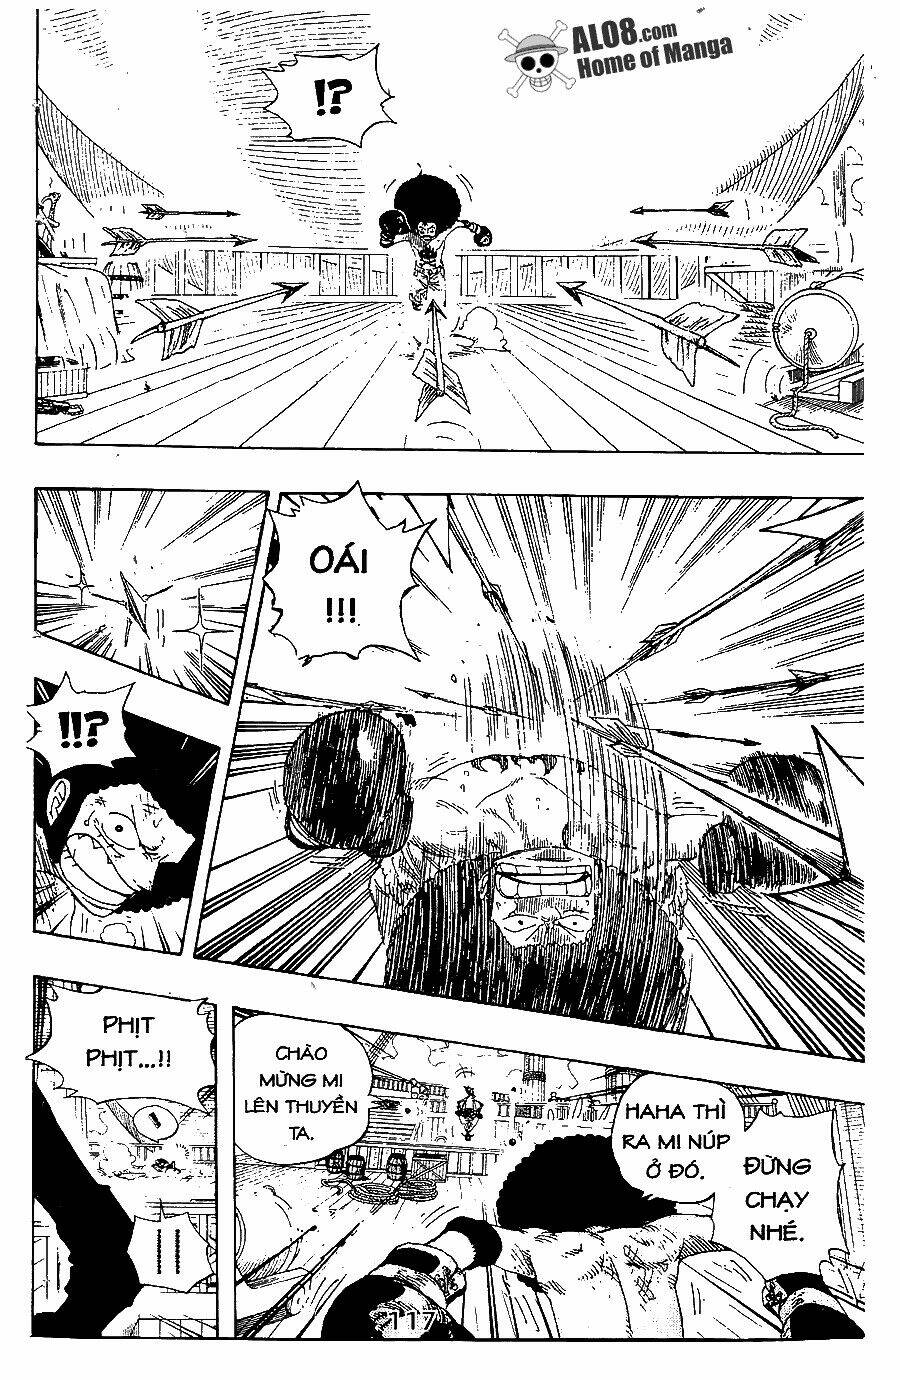 AL08.com
Home of Manga
!?
OÁI
!!!
!!?
PHỊT
PHỊT...!!
CHÀO
MỪNG MI
LÊN THUYỀN
TA.
HAHA THÌ
RA MI NÚP
Ở ĐÓ.
ĐỪNG
CHẠY
NHÉ.
117